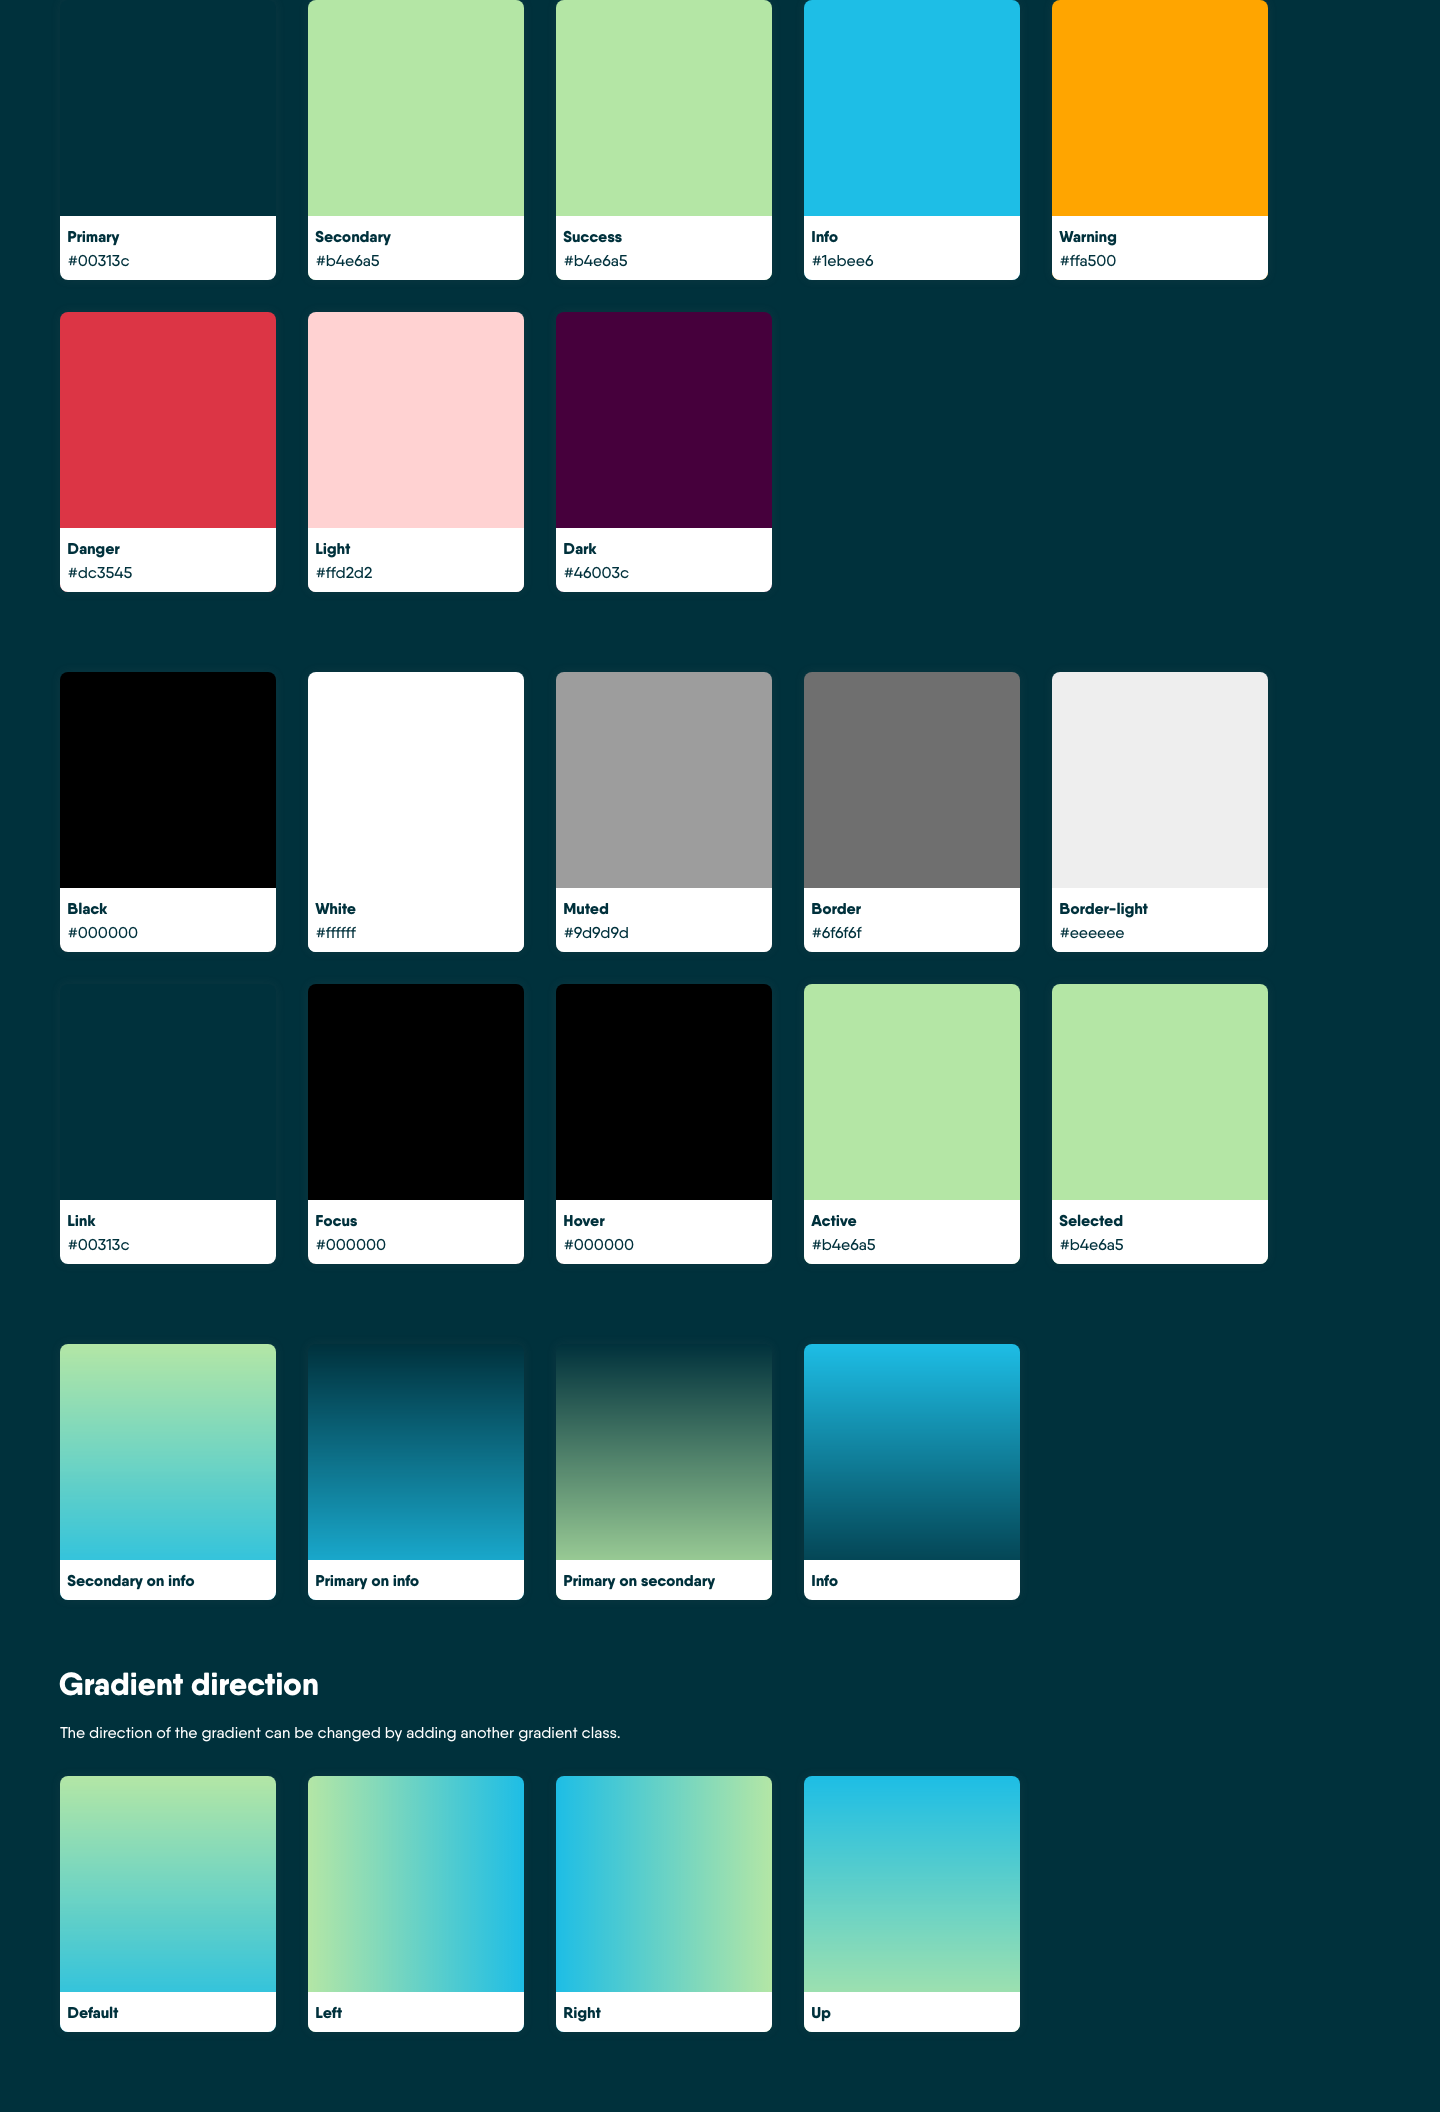 Primary
#00313c
Secondary
#b4e6a5
Success
#b4e6a5
Info
#1ebee6
Warning
#ffa500
Danger
#dc3545
Light
#ffd2d2
Dark
#46003c
Black
#000000
White
#ffffff
Muted
#9d9d9d
Border
#6f6f6f
Border-light
#eeeeee
Link
#00313c
Focus
#000000
Hover
#000000
Active
#b4e6a5
Selected
#b4e6a5
Secondary on info
Primary on info
Primary on secondary
Info
Gradient direction
The direction of the gradient can be changed by adding another gradient class.
Default
Left
Right
Up